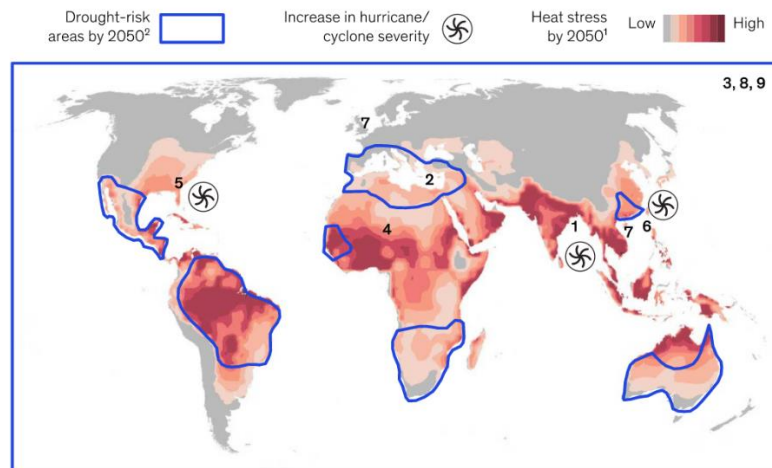 Drought-risk
areas by 2050²
Increase in hurricane/
cyclone severity
Heat stress
by 2050¹
Low
High
3, 8, 9
7
5
2
4
1
7
6